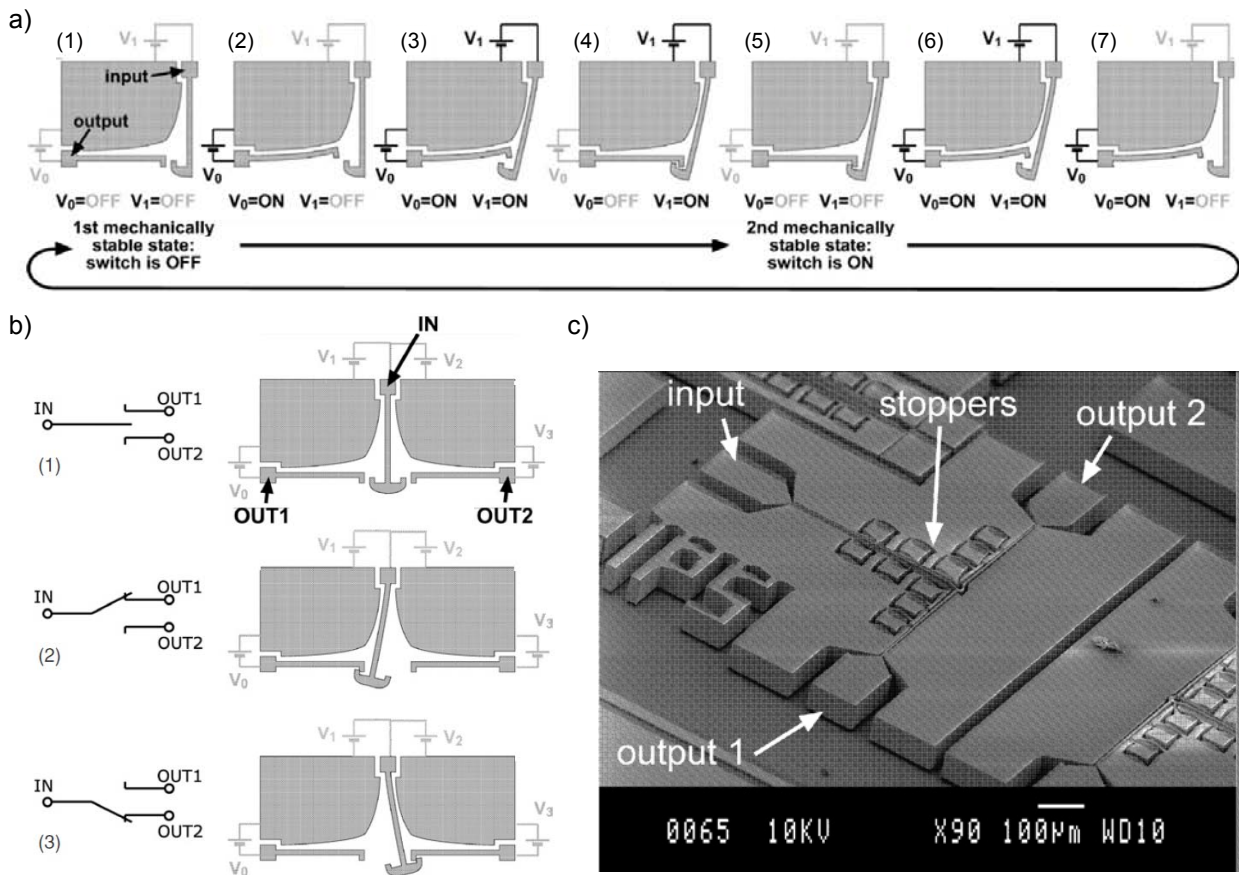 a)
(1) (2) (3) (4) (5) (6) (7)
V1 V1 V1 V1 V1 V1 V1
input
output
V0 V0 V0 V0 V0 V0 V0
V0=OFF V1=OFF V0=ON V1=OFF V0=ON V1=ON V0=OFF V1=ON V0=OFF V1=OFF V0=ON V1=ON V0=ON V1=OFF
1st mechanically
stable state:
switch is OFF
2nd mechanically
stable state:
switch is ON
b)
IN
V1 V2
IN OUT1
OUT2
(1)
V3
V0
OUT1 OUT2
V1 V2
IN OUT1
OUT2
(2)
V3
V0
V1 V2
IN OUT1
OUT2
(3)
V3
V0
c)
input
stoppers
output 2
output 1
0065 10KV X90 100µm WD10